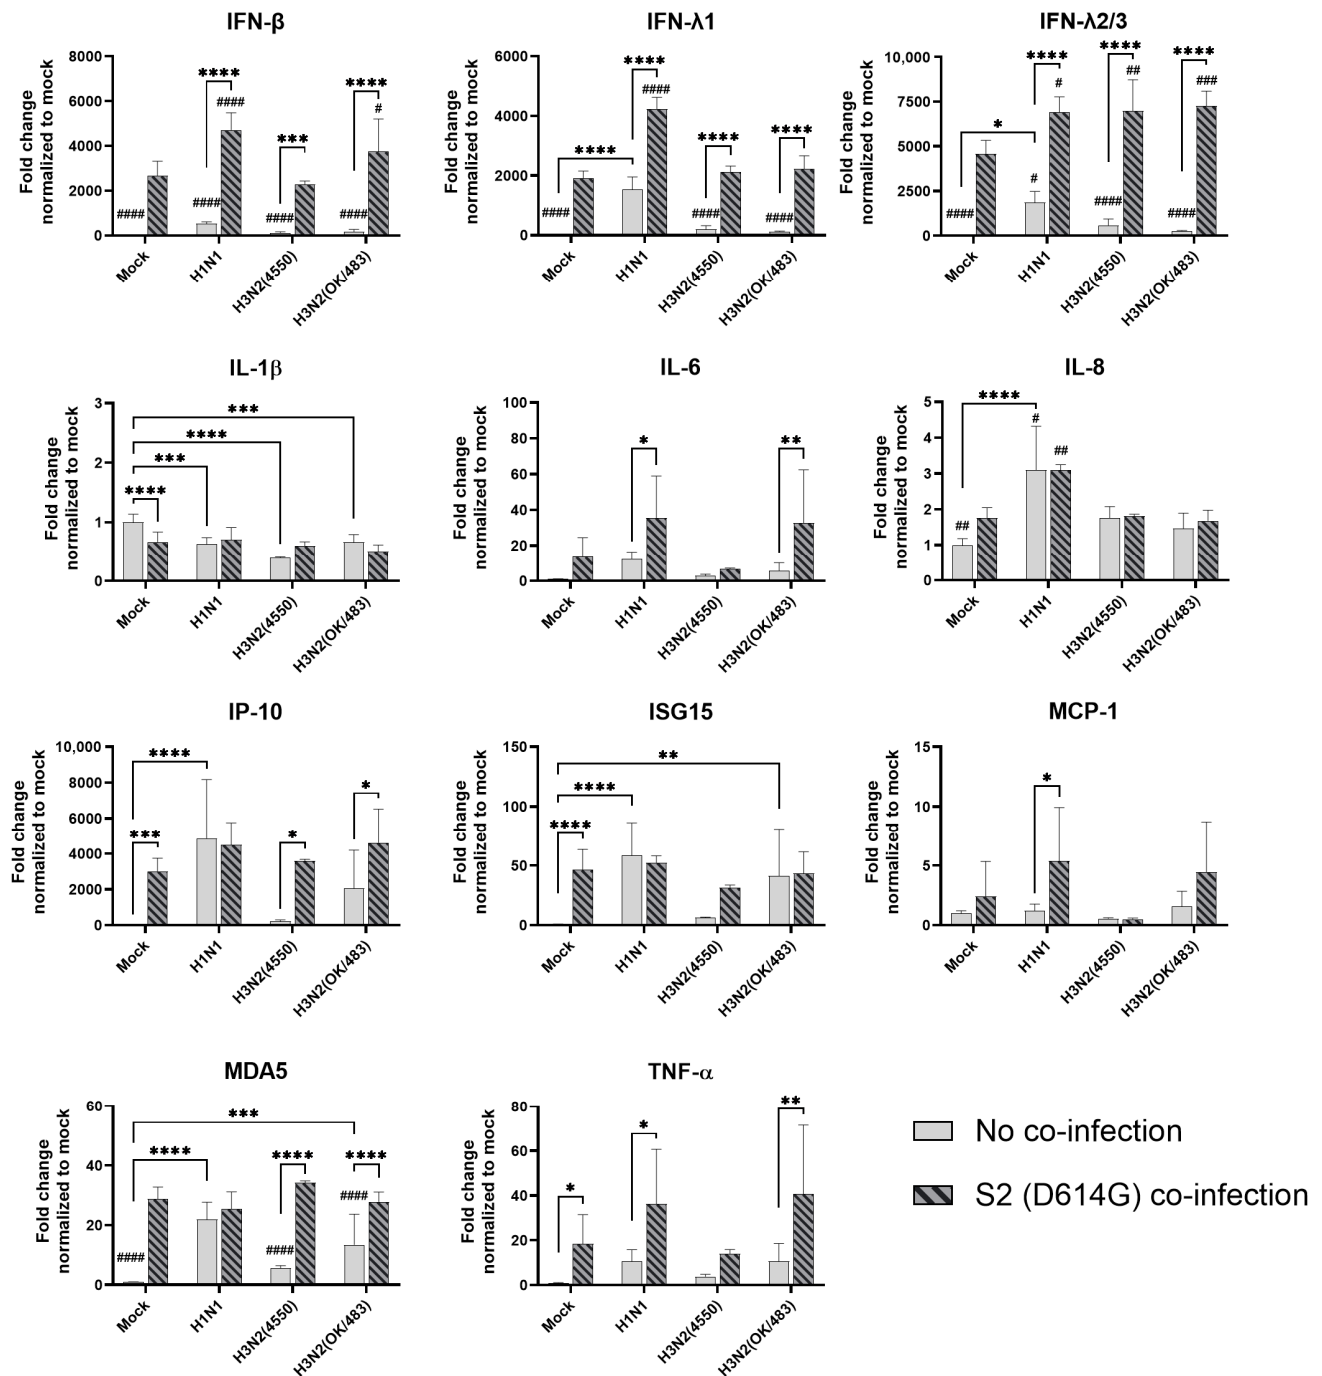 IFN-β
Fold change
normalized to mock
8000
6000
4000
2000
0
####
****
####
####
***
####
****
#
####
Mock
H1N1
H3N2(4550)
H3N2(OK/483)
IFN-λ1
Fold change
normalized to mock
6000
4000
2000
0
****
####
****
####
****
####
****
####
Mock
H1N1
H3N2(4550)
H3N2(OK/483)
IFN-λ2/3
Fold change
normalized to mock
10,000
7500
5000
2500
0
*
####
****
#
#
****
##
####
****
###
####
Mock
H1N1
H3N2(4550)
H3N2(OK/483)
IL-1β
Fold change
normalized to mock
3
2
1
0
***
****
***
****
Mock
H1N1
H3N2(4550)
H3N2(OK/483)
IL-6
Fold change
normalized to mock
100
80
60
40
20
0
*
**
Mock
H1N1
H3N2(4550)
H3N2(OK/483)
IL-8
Fold change
normalized to mock
5
4
3
2
1
0
****
##
#
##
Mock
H1N1
H3N2(4550)
H3N2(OK/483)
IP-10
Fold change
normalized to mock
10,000
8000
6000
4000
2000
0
****
***
*
*
Mock
H1N1
H3N2(4550)
H3N2(OK/483)
ISG15
Fold change
normalized to mock
150
100
50
0
**
****
****
Mock
H1N1
H3N2(4550)
H3N2(OK/483)
MCP-1
Fold change
normalized to mock
15
10
5
0
*
Mock
H1N1
H3N2(4550)
H3N2(OK/483)
MDA5
Fold change
normalized to mock
60
40
20
0
***
****
****
****
####
####
####
Mock
H1N1
H3N2(4550)
H3N2(OK/483)
TNF-α
Fold change
normalized to mock
80
60
40
20
0
*
*
**
Mock
H1N1
H3N2(4550)
H3N2(OK/483)
No co-infection
S2 (D614G) co-infection